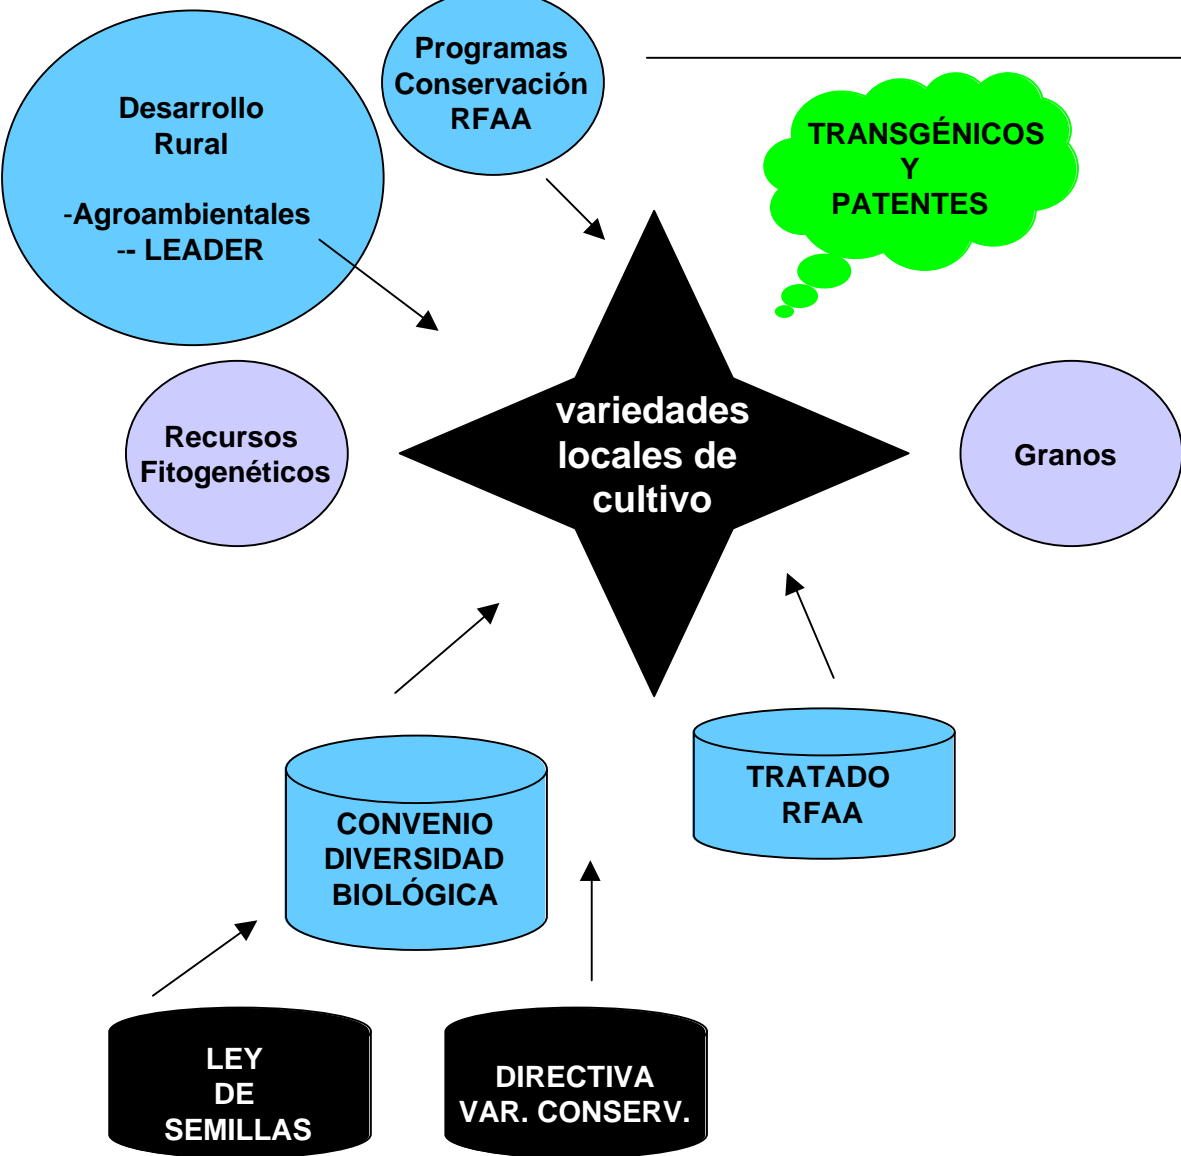 Programas
Conservación
RFAA
Desarrollo
Rural
-Agroambientales
-- LEADER
TRANSGÉNICOS
Y
PATENTES
Recursos
Fitogenéticos
variedades
locales de
cultivo
Granos
CONVENIO
DIVERSIDAD
BIOLÓGICA
TRATADO
RFAA
LEY
DE
SEMILLAS
DIRECTIVA
VAR. CONSERV.